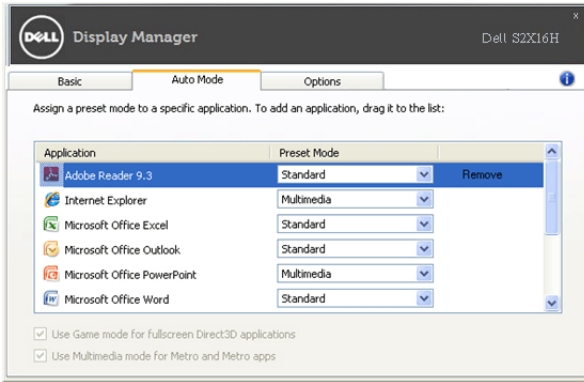 x
DELL Display Manager Dell S2X16H
Basic Auto Mode Options i
Assign a preset mode to a specific application. To add an application, drag it to the list:
Application Preset Mode
Adobe Reader 9.3 Standard Remove
Internet Explorer Multimedia
Microsoft Office Excel Standard
Microsoft Office Outlook Standard
Microsoft Office PowerPoint Multimedia
Microsoft Office Word Standard
Use Game mode for fullscreen Direct3D applications
Use Multimedia mode for Metro and Metro apps